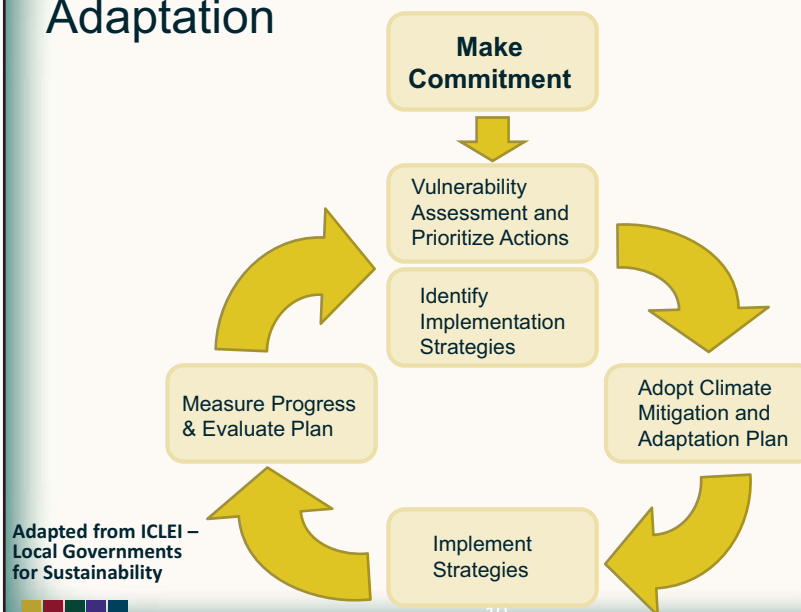 Adaptation
Make
Commitment
Vulnerability
Assessment and
Prioritize Actions
Identify
Implementation
Strategies
Measure Progress
& Evaluate Plan
Adopt Climate
Mitigation and
Adaptation Plan
Implement
Strategies
Adapted from ICLEI –
Local Governments
for Sustainability